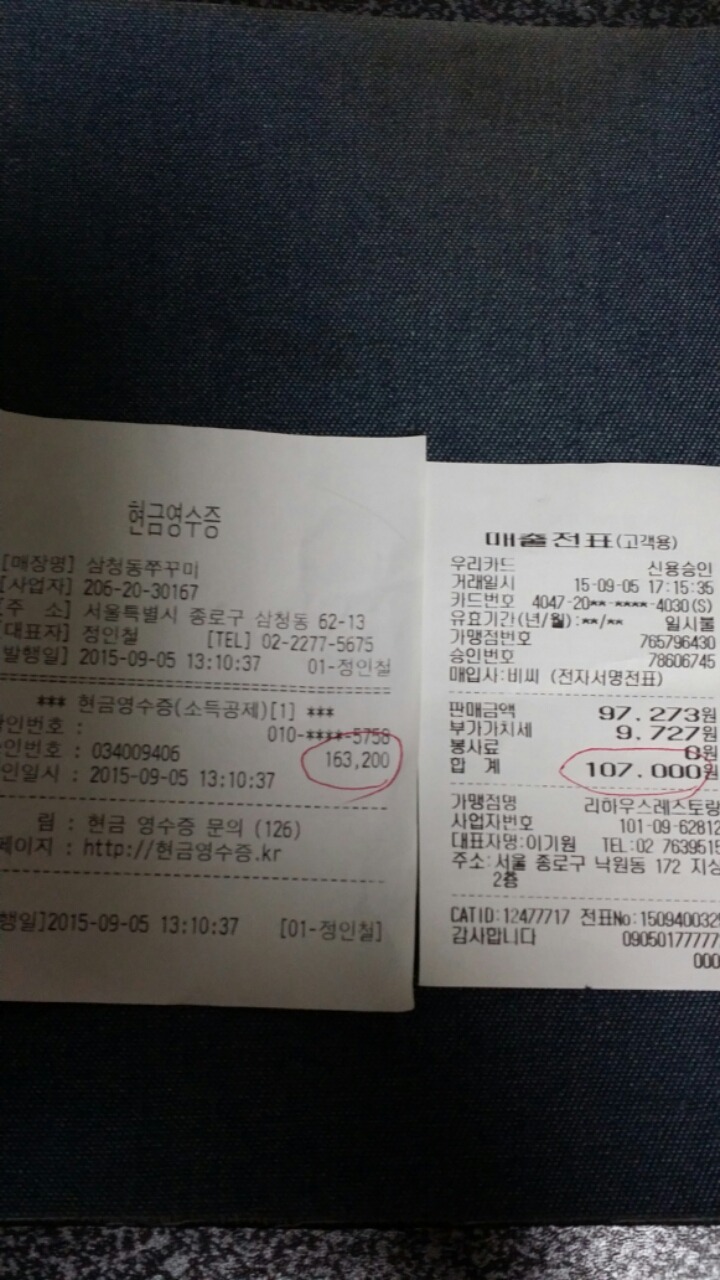 현금영수증
[매장명] 삼청동쭈꾸미
[사업자] 206-20-30167
[주 소] 서울특별시 종로구 삼청동 62-13
[대표자] 정인철 [TEL] 02-2277-5675
발행일] 2015-09-05 13:10:37 01-정인철
*** 현금영수증(소득공제)[1] ***
확인번호 : 010-****-5758
인번호 : 034009406 163,200
인일시 : 2015-09-05 13:10:37
림 : 현금 영수증 문의 (126)
페이지 : http://현금영수증.kr
행일]2015-09-05 13:10:37 [01-정인철]
매출전표(고객용)
우리카드 신용승인
거래일시 15-09-05 17:15:35
카드번호 4047-20**-****-4030(S)
유효기간(년/월):**/** 일시불
가맹점번호 765796430
승인번호 78606745
매입사:비씨 (전자서명전표)
판매금액 97,273원
부가가치세 9,727원
봉사료 0원
합 계 107,000원
가맹점명 리하우스레스토랑
사업자번호 101-09-62812
대표자명:이기원 TEL:02 7639515
주소:서울 종로구 낙원동 172 지상
2층
CATID:12477717 전표No:1509400329
감사합니다 0905017777
000